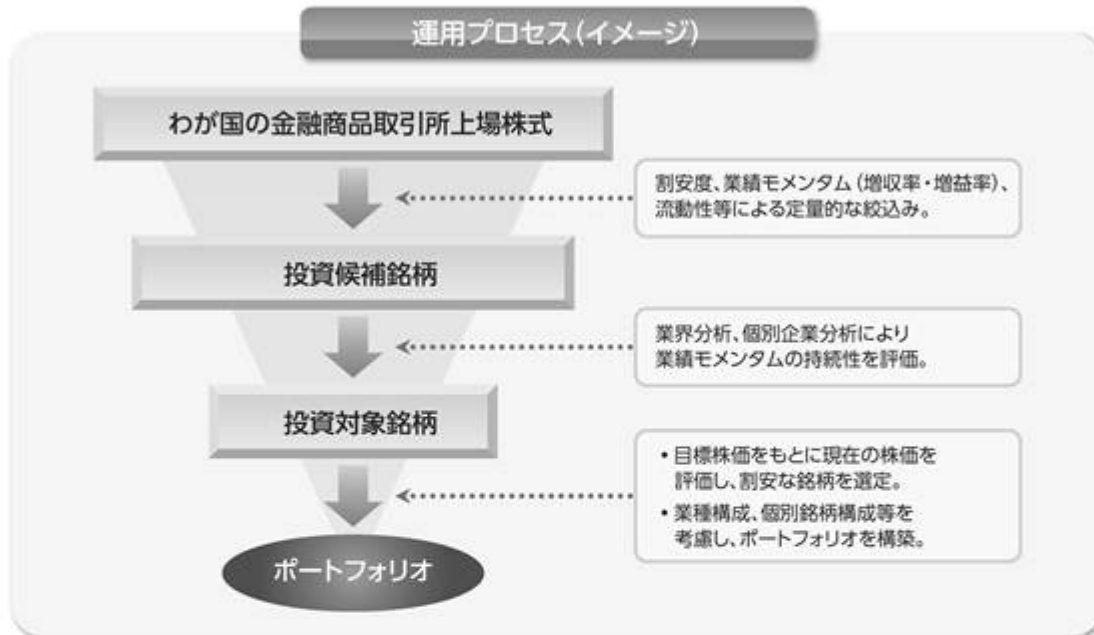 運用プロセス(イメージ)
わが国の金融商品取引所上場株式
割安度、業績モメンタム(増収率・増益率)、
流動性等による定量的な絞込み。
投資候補銘柄
業界分析、個別企業分析により
業績モメンタムの持続性を評価。
投資対象銘柄
・目標株価をもとに現在の株価を
評価し、割安な銘柄を選定。
・業種構成、個別銘柄構成等を
考慮し、ポートフォリオを構築。
ポートフォリオ